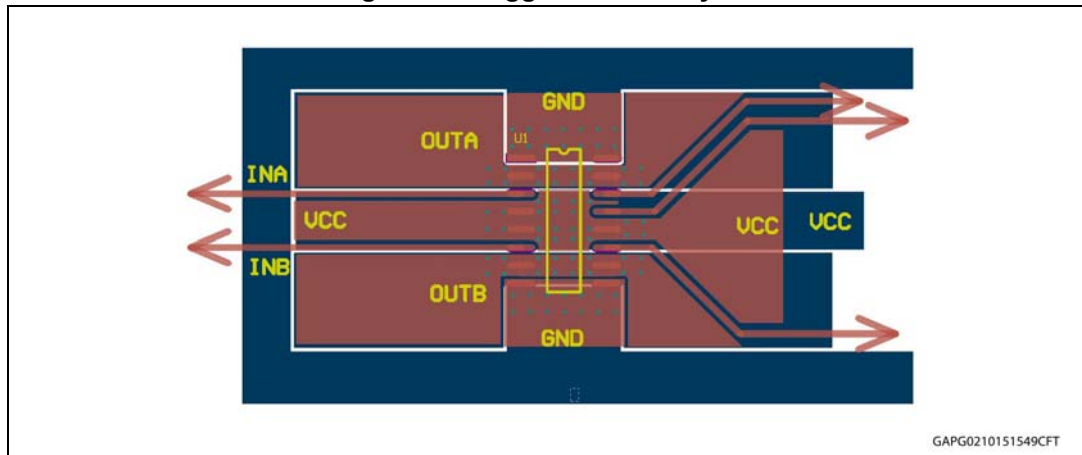 GND
U1
OUTA
INA
VCC
VCC
VCC
INB
OUTB
GND
GAPG0210151549CFT